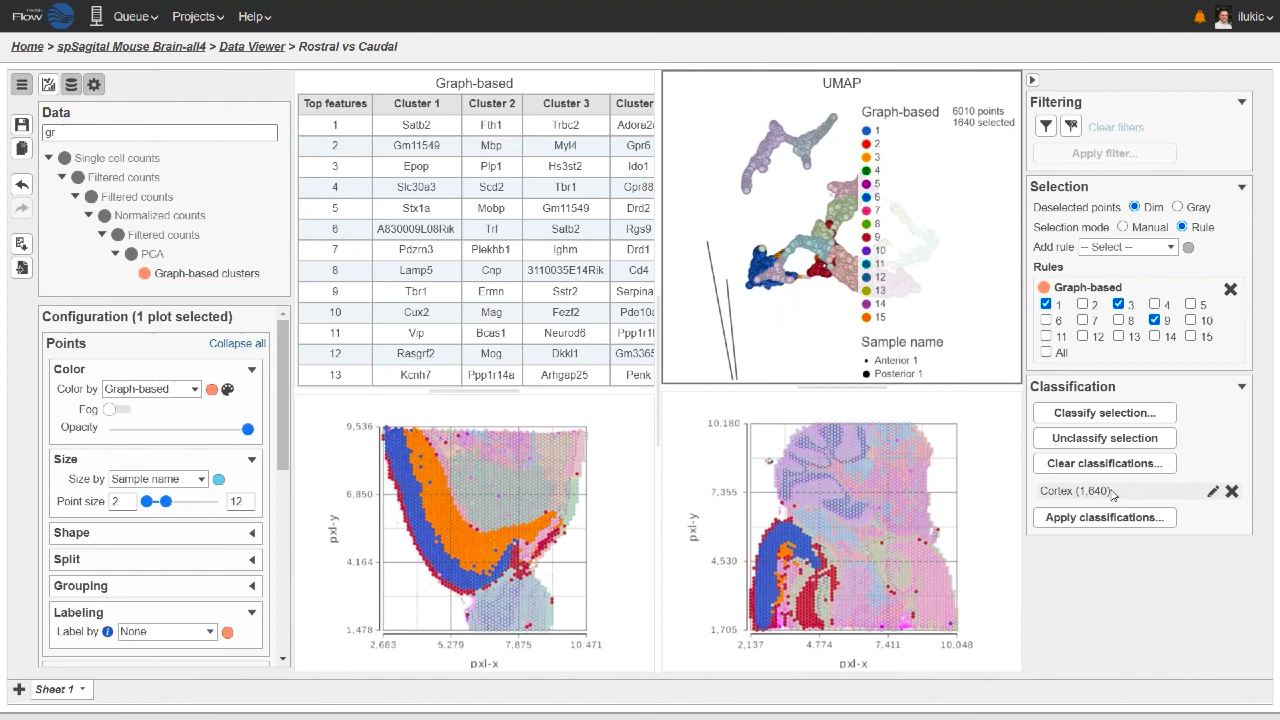 Flow Queue Projects Help ilukic
Home > spSagital Mouse Brain-all4 > Data Viewer > Rostral vs Caudal
Data
gr
Single cell counts
Filtered counts
Filtered counts
Normalized counts
Filtered counts
PCA
Graph-based clusters
Configuration (1 plot selected)
Points Collapse all
Color
Color by Graph-based
Fog
Opacity
Size
Size by Sample name
Point size 2 12
Shape
Split
Grouping
Labeling
Label by None
Graph-based
Top features Cluster 1 Cluster 2 Cluster 3 Cluster
1 Satb2 Fth1 Trbc2 Adora2
2 Gm11549 Mbp Myl4 Gpr6
3 Epop Plp1 Hs3st2 Ido1
4 Slc30a3 Scd2 Tbr1 Gpr88
5 Stx1a Mobp Gm11549 Drd2
6 A830009L08Rik Trf Satb2 Rgs9
7 Pdzrn3 Plekhb1 Ighm Drd1
8 Lamp5 Cnp 3110035E14Rik Cd4
9 Tbr1 Ermn Sstr2 Serpina
10 Cux2 Mag Fezf2 Pde10a
11 Vip Bcas1 Neurod6 Ppp1r1
12 Rasgrf2 Mog Dkkl1 Gm3365
13 Kcnh7 Ppp1r14a Arhgap25 Penk
UMAP
Graph-based
1
2
3
4
5
6
7
8
9
10
11
12
13
14
15
6010 points
1640 selected
Sample name
Anterior 1
Posterior 1
9,536
6,850
4,164
1,478
pxl-y
2,663 5,279 7,875 10,471
pxl-x
10,180
7,355
4,530
1,705
pxl-y
2,137 4,774 7,411 10,048
pxl-x
Filtering
Clear filters
Apply filter...
Selection
Deselected points Dim Gray
Selection mode Manual Rule
Add rule -- Select --
Rules
Graph-based
1 2 3 4 5
6 7 8 9 10
11 12 13 14 15
All
Classification
Classify selection...
Unclassify selection
Clear classifications...
Cortex (1,640)
Apply classifications...
Sheet 1